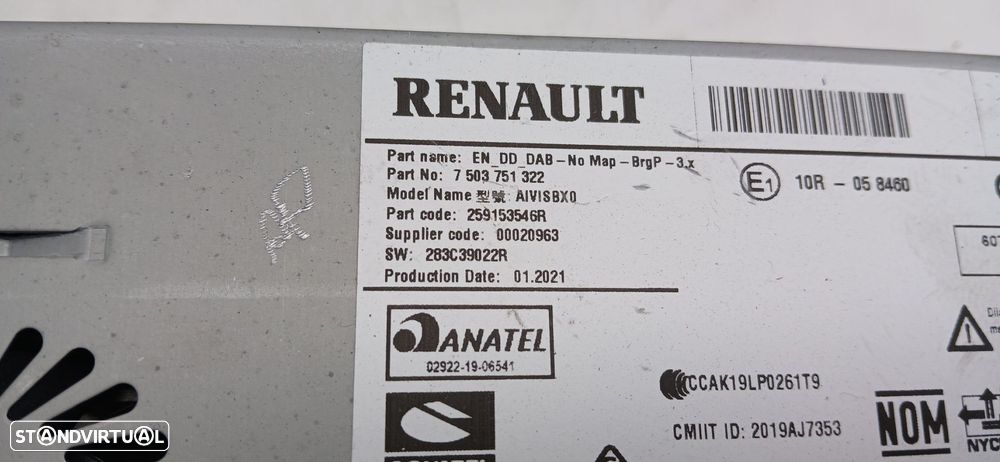 RENAULT
Part name: EN_DD_DAB-No Map-BrgP-3.x
Part No: 7 503 751 322
Model Name 型號 AIVISBX0
Part code: 259153546R
Supplier code: 00020963
SW: 283C39022R
Production Date: 01.2021
E1 10R - 05 8460
607
ANATEL
02922-19-06541
CCAK19LP0261T9
CMIIT ID: 2019AJ7353
NOM
NYC
STANDVIRTUAL